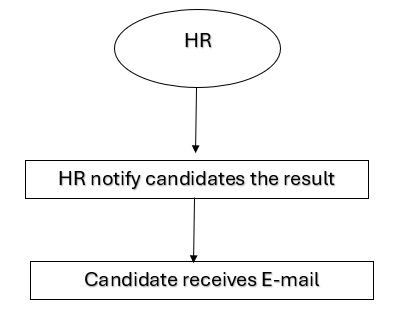 HR
HR notify candidates the result
Candidate receives E-mail